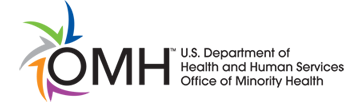 OMH™
U.S. Department of
Health and Human Services
Office of Minority Health